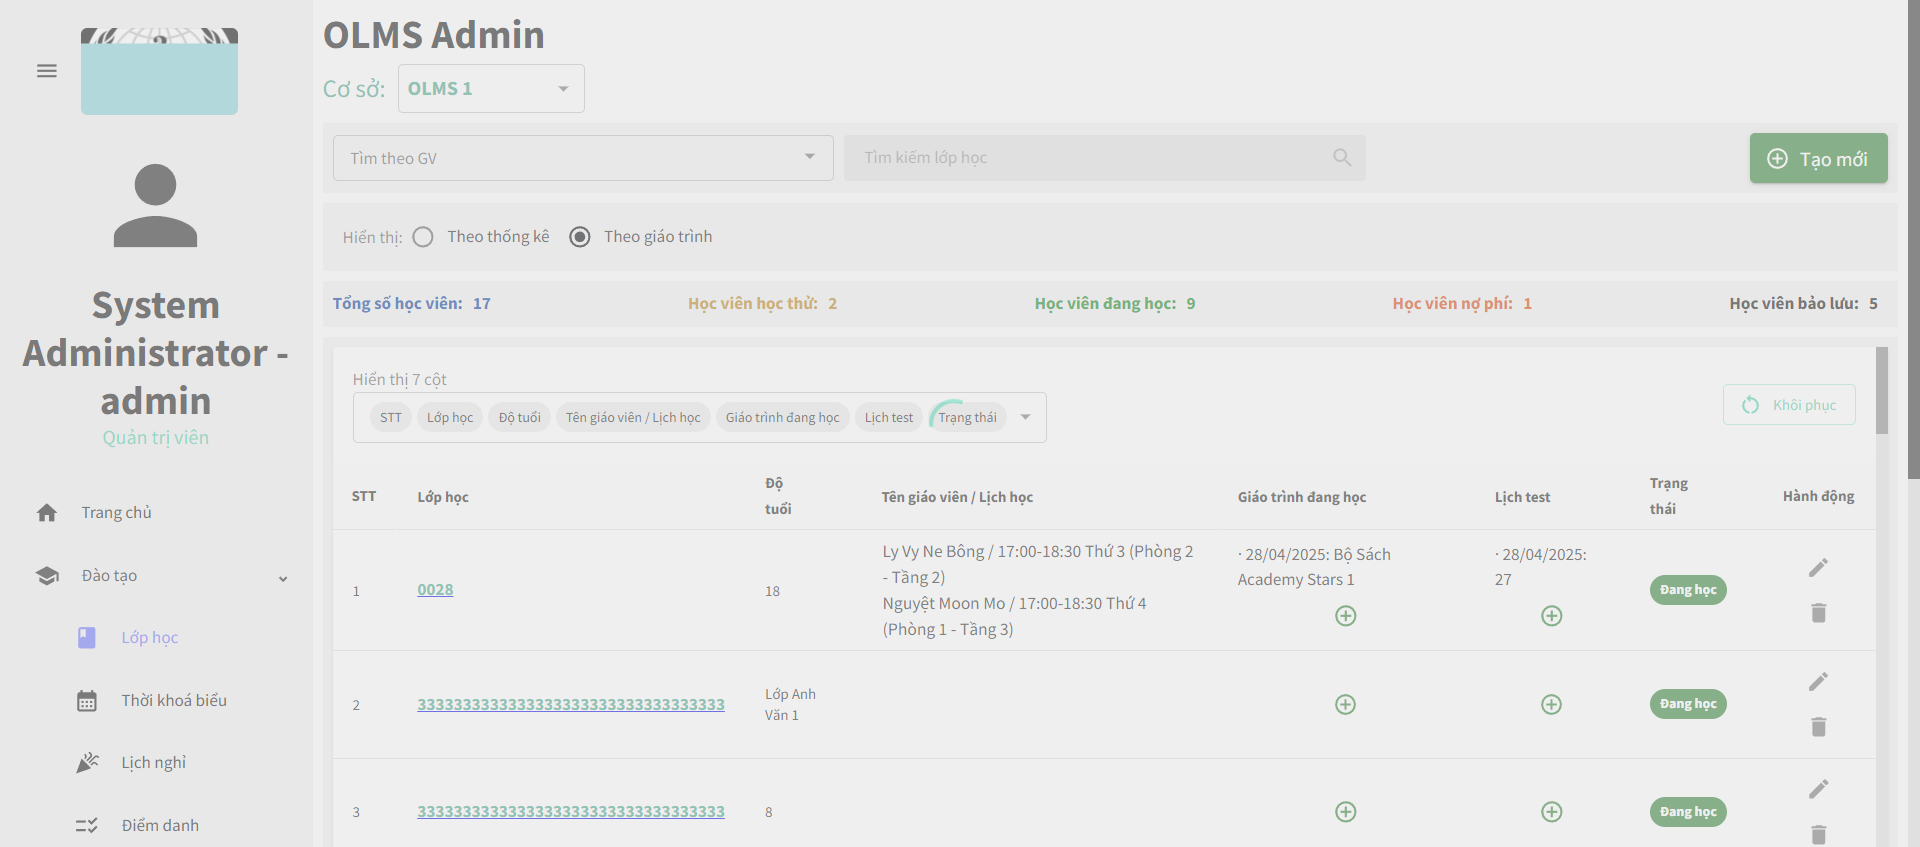 OLMS Admin
Cơ sở: OLMS 1
Tìm theo GV
Tìm kiếm lớp học
Tạo mới
Hiển thị: Theo thống kê Theo giáo trình
Tổng số học viên: 17 Học viên học thử: 2 Học viên đang học: 9 Học viên nợ phí: 1 Học viên bảo lưu: 5
System
Administrator -
admin
Quản trị viên
Trang chủ
Đào tạo
Lớp học
Thời khoá biểu
Lịch nghỉ
Điểm danh
Hiển thị 7 cột
STT Lớp học Độ tuổi Tên giáo viên / Lịch học Giáo trình đang học Lịch test Trạng thái
Khôi phục
STT Lớp học Độ tuổi Tên giáo viên / Lịch học Giáo trình đang học Lịch test Trạng thái Hành động
1 0028 18
Ly Vy Ne Bông / 17:00-18:30 Thứ 3 (Phòng 2
- Tầng 2)
Nguyệt Moon Mo / 17:00-18:30 Thứ 4
(Phòng 1 - Tầng 3)
· 28/04/2025: Bộ Sách
Academy Stars 1
· 28/04/2025:
27
Đang học
2 3333333333333333333333333333333333 Lớp Anh
Văn 1
Đang học
3 3333333333333333333333333333333333 8 Đang học